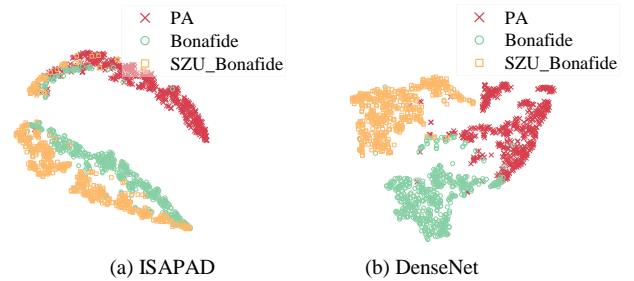 PA
Bonafide
SZU_Bonafide
PA
Bonafide
SZU_Bonafide
(a) ISAPAD
(b) DenseNet